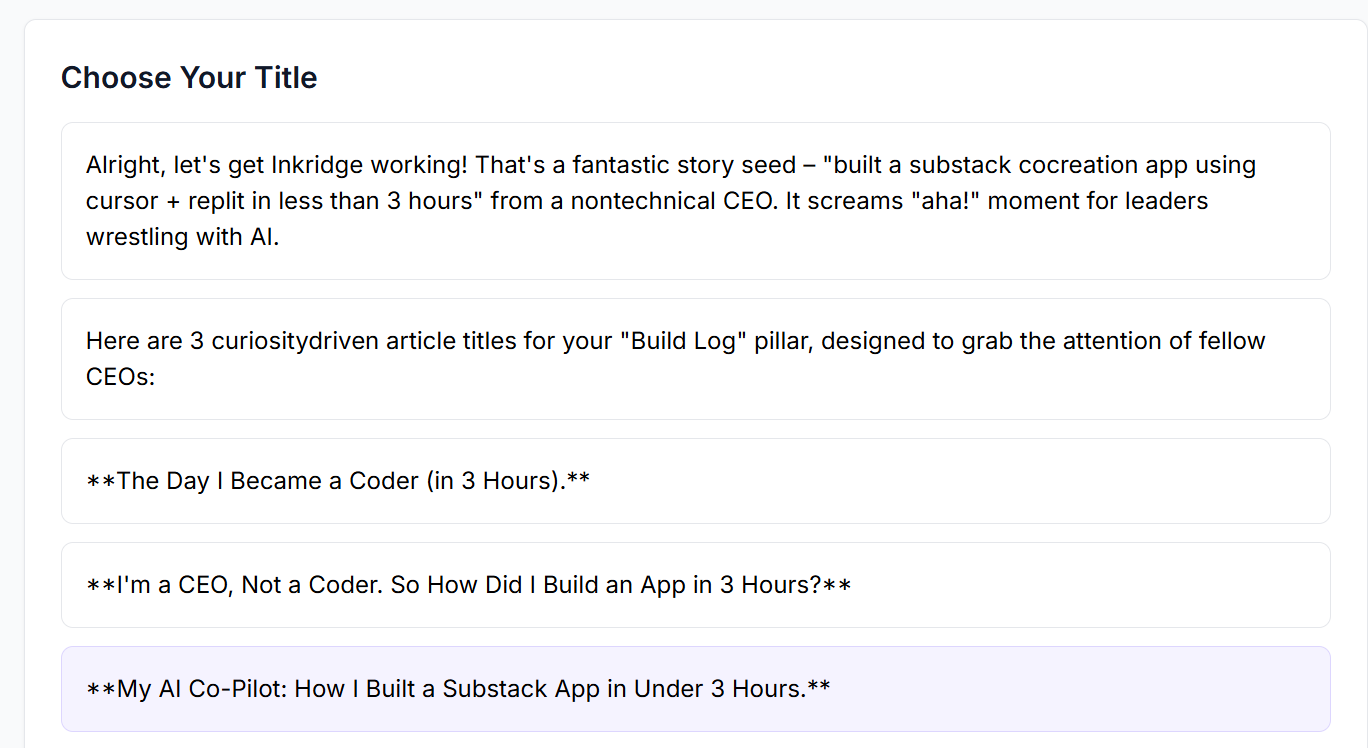 Choose Your Title
Alright, let's get Inkridge working! That's a fantastic story seed – "built a substack cocreation app using
cursor + replit in less than 3 hours" from a nontechnical CEO. It screams "aha!" moment for leaders
wrestling with AI.
Here are 3 curiositydriven article titles for your "Build Log" pillar, designed to grab the attention of fellow
CEOs:
**The Day I Became a Coder (in 3 Hours).**
**I'm a CEO, Not a Coder. So How Did I Build an App in 3 Hours?**
**My AI Co-Pilot: How I Built a Substack App in Under 3 Hours.**